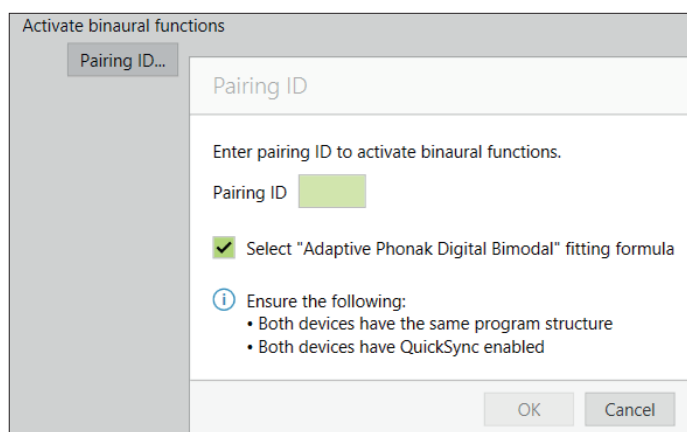 Activate binaural functions
Pairing ID...
Pairing ID
Enter pairing ID to activate binaural functions.
Pairing ID
Select "Adaptive Phonak Digital Bimodal" fitting formula
Ensure the following:
• Both devices have the same program structure
• Both devices have QuickSync enabled
OK Cancel